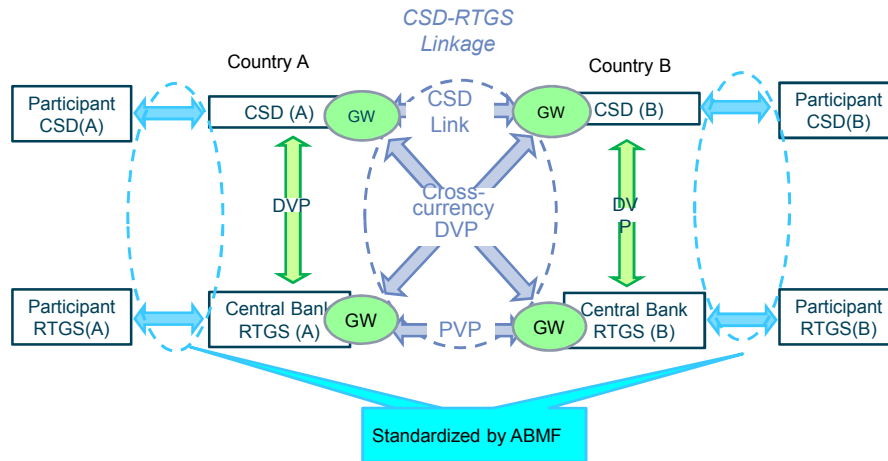 CSD-RTGS
Linkage
Country A
Country B
Participant
CSD(A)
CSD (A)
GW
CSD
Link
GW
CSD (B)
Participant
CSD(B)
DVP
Cross-
currency
DVP
DV
P
Participant
RTGS(A)
Central Bank
RTGS (A)
GW
PVP
GW
Central Bank
RTGS (B)
Participant
RTGS(B)
Standardized by ABMF